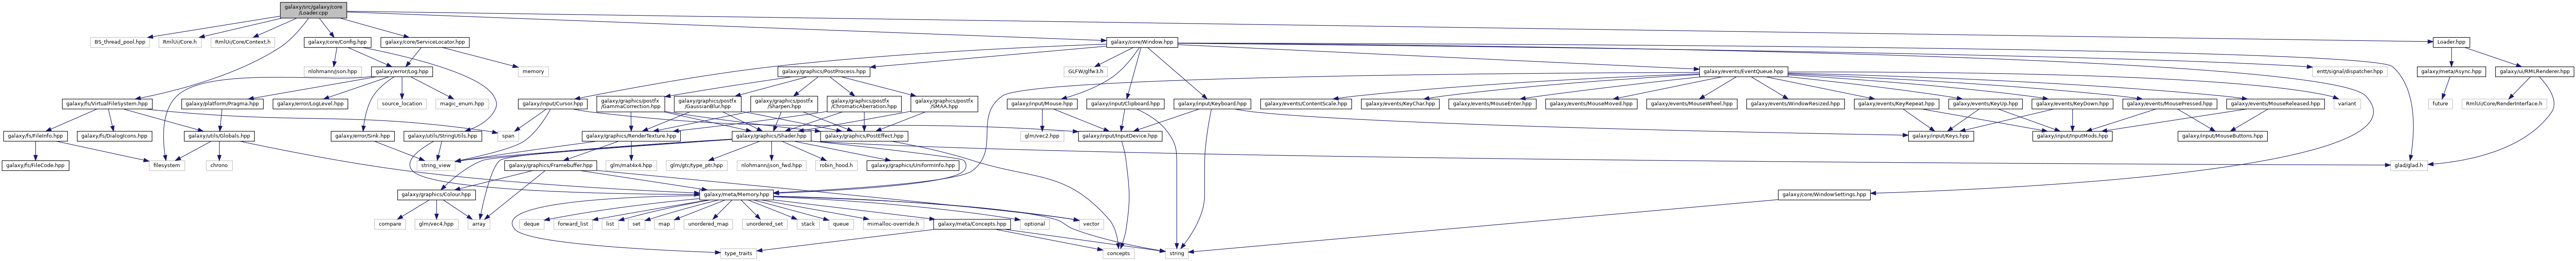 galaxy/src/galaxy/core
/Loader.cpp
BS_thread_pool.hpp
RmlUi/Core.h
RmlUi/Core/Context.h
galaxy/core/Config.hpp
galaxy/core/ServiceLocator.hpp
galaxy/core/Window.hpp
Loader.hpp
nlohmann/json.hpp
galaxy/error/Log.hpp
memory
galaxy/graphics/PostProcess.hpp
GLFW/glfw3.h
galaxy/events/EventQueue.hpp
entt/signal/dispatcher.hpp
galaxy/meta/Async.hpp
galaxy/ui/RMLRenderer.hpp
galaxy/fs/VirtualFileSystem.hpp
galaxy/platform/Pragma.hpp
galaxy/error/LogLevel.hpp
source_location
magic_enum.hpp
galaxy/input/Cursor.hpp
galaxy/graphics/postfx
/GammaCorrection.hpp
galaxy/graphics/postfx
/GaussianBlur.hpp
galaxy/graphics/postfx
/Sharpen.hpp
galaxy/graphics/postfx
/ChromaticAberration.hpp
galaxy/graphics/postfx
/SMAA.hpp
galaxy/input/Mouse.hpp
galaxy/input/Clipboard.hpp
galaxy/input/Keyboard.hpp
galaxy/events/ContentScale.hpp
galaxy/events/KeyChar.hpp
galaxy/events/MouseEnter.hpp
galaxy/events/MouseMoved.hpp
galaxy/events/MouseWheel.hpp
galaxy/events/WindowResized.hpp
galaxy/events/KeyRepeat.hpp
galaxy/events/KeyUp.hpp
galaxy/events/KeyDown.hpp
galaxy/events/MousePressed.hpp
galaxy/events/MouseReleased.hpp
variant
future
RmlUi/Core/RenderInterface.h
galaxy/fs/FileInfo.hpp
galaxy/fs/DialogIcons.hpp
galaxy/utils/Globals.hpp
galaxy/error/Sink.hpp
galaxy/utils/StringUtils.hpp
span
galaxy/graphics/RenderTexture.hpp
galaxy/graphics/Shader.hpp
galaxy/graphics/PostEffect.hpp
glm/vec2.hpp
galaxy/input/InputDevice.hpp
galaxy/input/Keys.hpp
galaxy/input/InputMods.hpp
galaxy/input/MouseButtons.hpp
galaxy/fs/FileCode.hpp
filesystem
chrono
string_view
galaxy/graphics/Framebuffer.hpp
glm/mat4x4.hpp
glm/gtc/type_ptr.hpp
nlohmann/json_fwd.hpp
robin_hood.h
galaxy/graphics/UniformInfo.hpp
glad/glad.h
galaxy/graphics/Colour.hpp
galaxy/meta/Memory.hpp
galaxy/core/WindowSettings.hpp
compare
glm/vec4.hpp
array
deque
forward_list
list
set
map
unordered_map
unordered_set
stack
queue
mimalloc-override.h
galaxy/meta/Concepts.hpp
optional
vector
type_traits
concepts
string